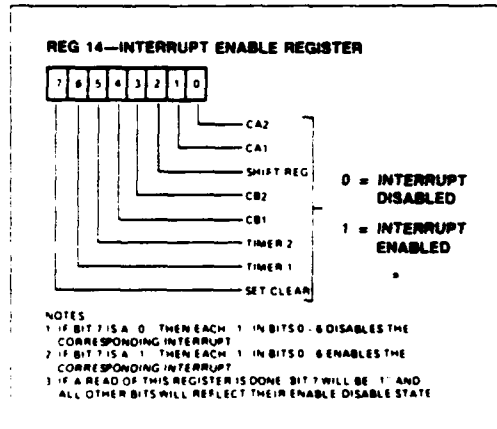 REG 14—INTERRUPT ENABLE REGISTER
7 6 5 4 3 2 1 0
CA2
CA1
SHIFT REG
CB2
CB1
TIMER 2
TIMER 1
SET CLEAR
0 = INTERRUPT
DISABLED
1 = INTERRUPT
ENABLED
NOTES
1 IF BIT 7 IS A 0 THEN EACH 1 IN BITS 0 - 6 DISABLES THE
CORRESPONDING INTERRUPT
2 IF BIT 7 IS A 1 THEN EACH 1 IN BITS 0 6 ENABLES THE
CORRESPONDING INTERRUPT
3 IF A READ OF THIS REGISTER IS DONE BIT 7 WILL BE 1 AND
ALL OTHER BITS WILL REFLECT THEIR ENABLE DISABLE STATE